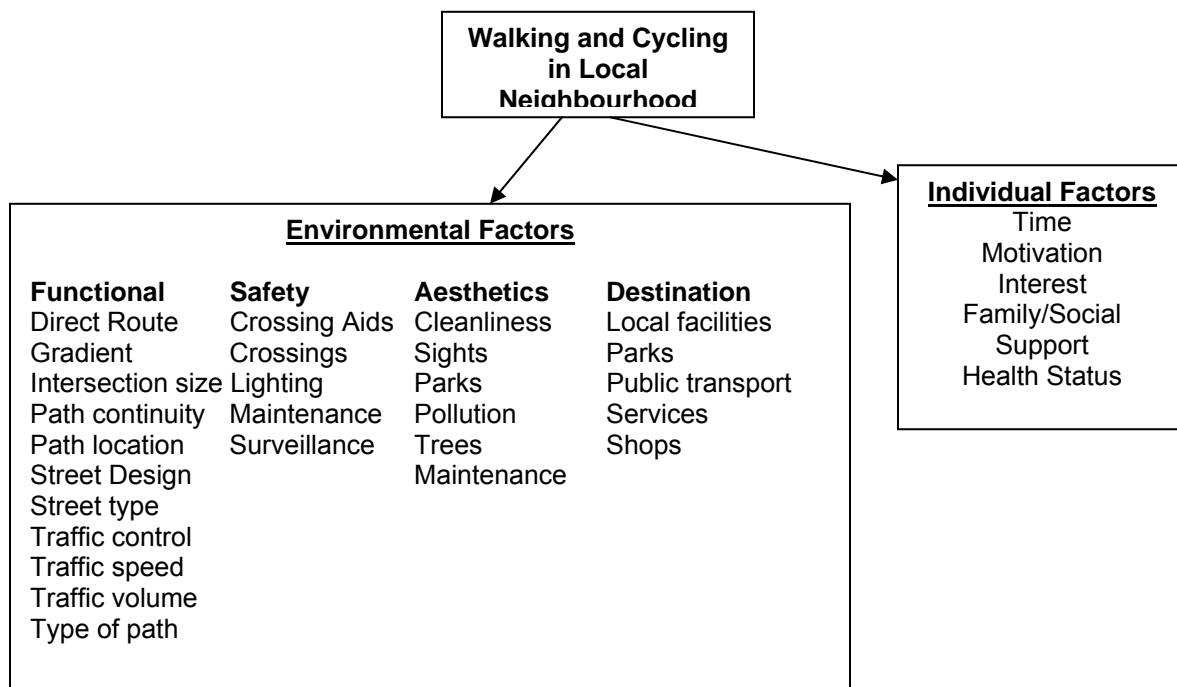 Walking and Cycling
in Local
Neighbourhood
Individual Factors
Time
Motivation
Interest
Family/Social
Support
Health Status
Environmental Factors
Functional Safety Aesthetics Destination
Direct Route Crossing Aids Cleanliness Local facilities
Gradient Crossings Sights Parks
Intersection size Lighting Parks Public transport
Path continuity Maintenance Pollution Services
Path location Surveillance Trees Shops
Street Design Maintenance
Street type
Traffic control
Traffic speed
Traffic volume
Type of path